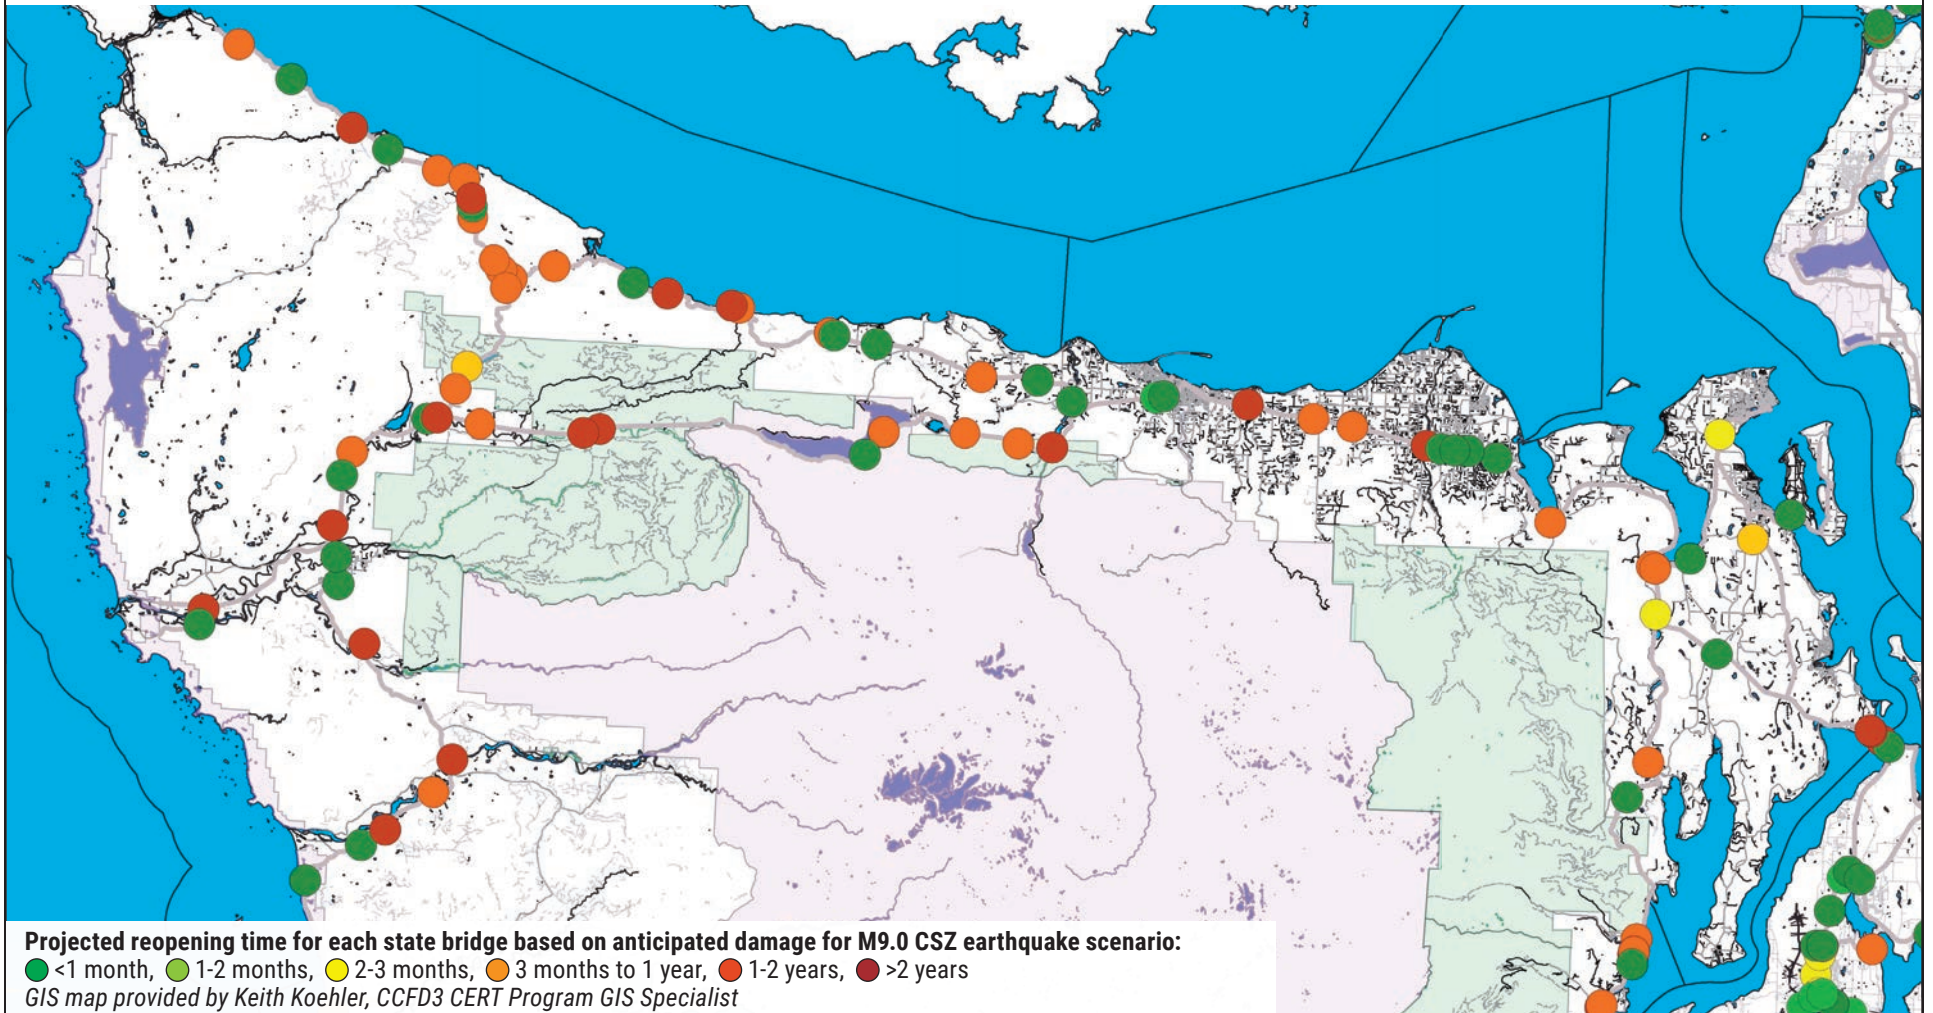 Projected reopening time for each state bridge based on anticipated damage for M9.0 CSZ earthquake scenario:
<1 month, 1-2 months, 2-3 months, 3 months to 1 year, 1-2 years, >2 years
GIS map provided by Keith Koehler, CCFD3 CERT Program GIS Specialist